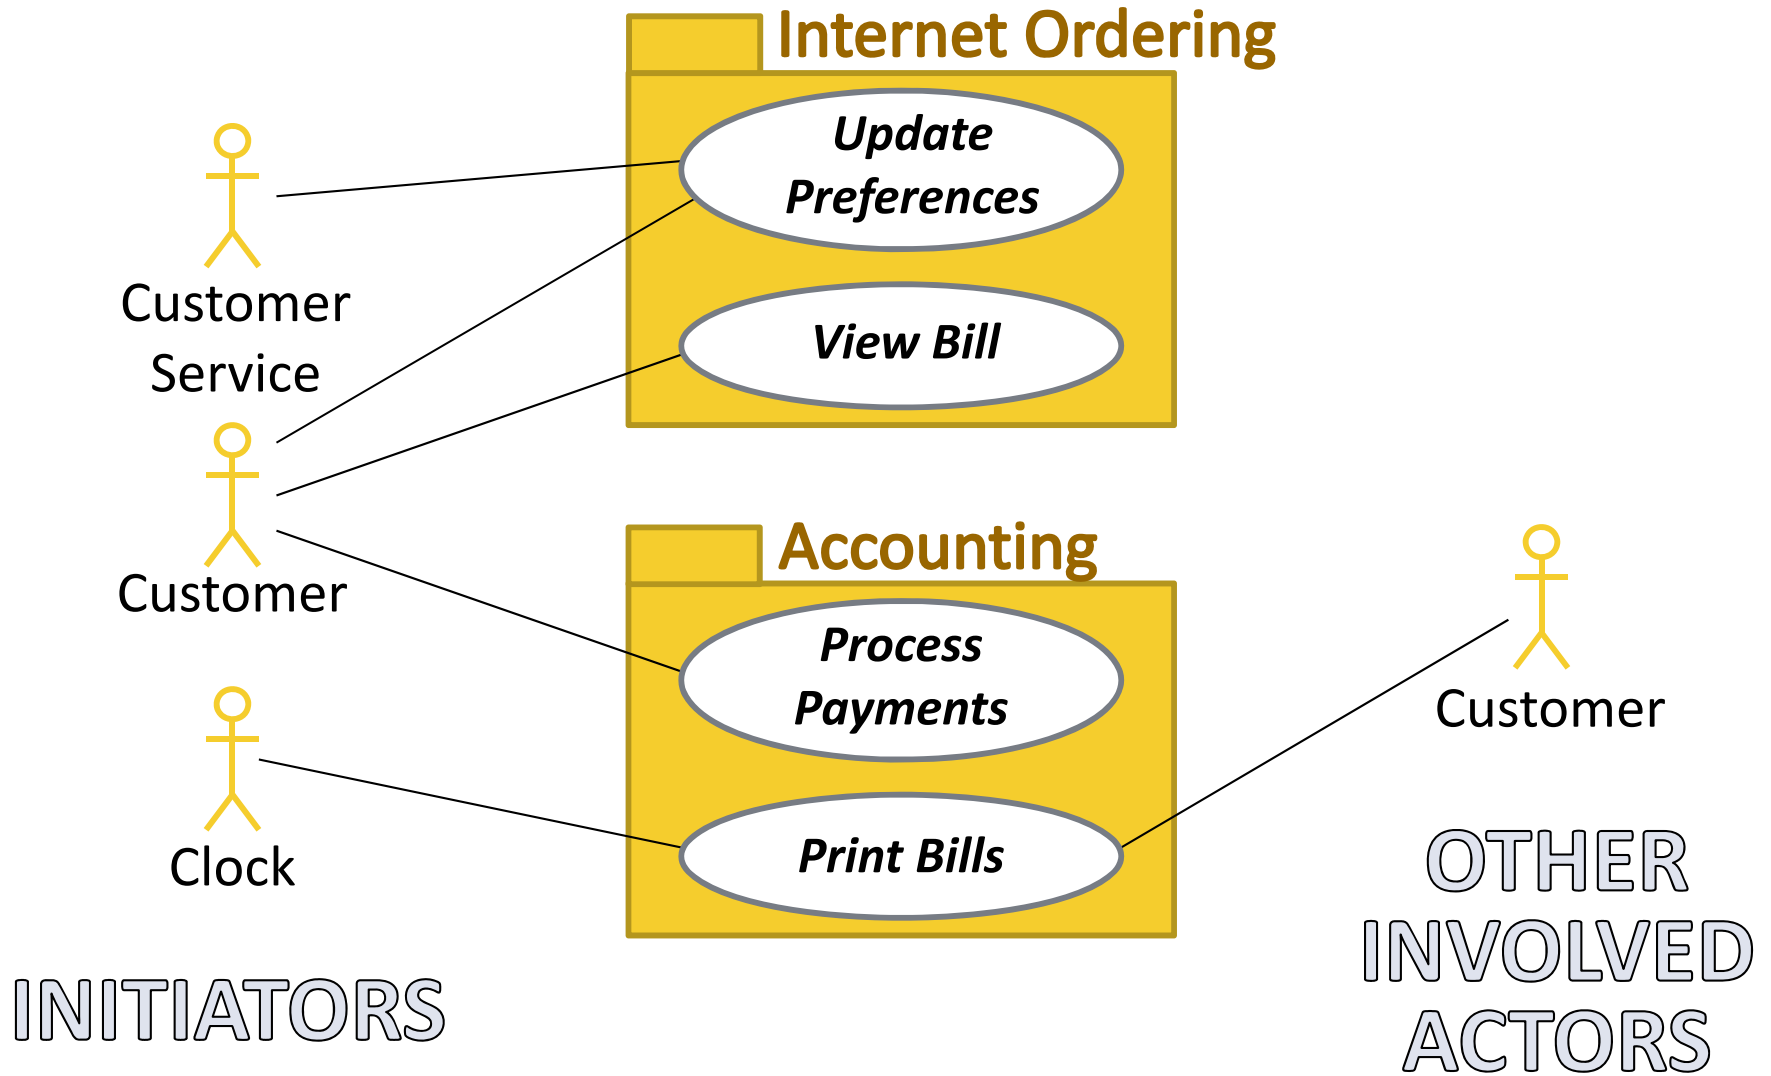 Internet Ordering
Update
Preferences
View Bill
Customer
Service
Customer
Clock
INITIATORS
Accounting
Process
Payments
Print Bills
Customer
OTHER
INVOLVED
ACTORS